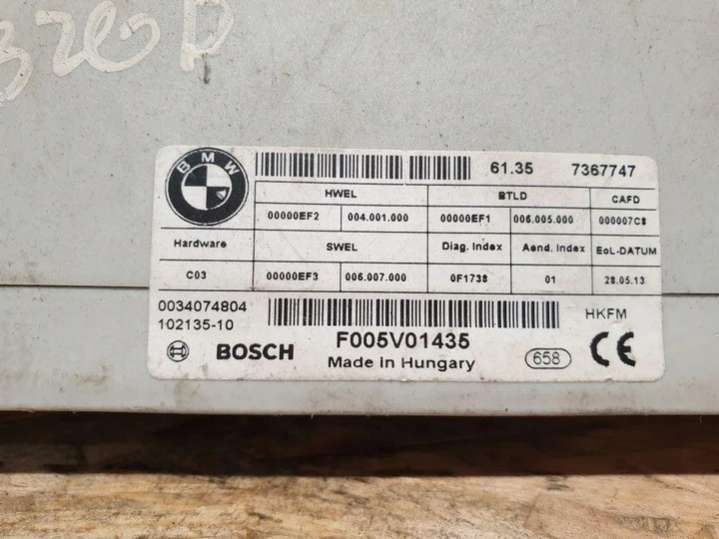 320D
BMW
61.35 7367747
HWEL BTLD CAFD
00000EF2 004.001.000 00000EF1 006.005.000 000007C8
Hardware SWEL Diag. Index Aend. Index EoL-DATUM
C03 00000EF3 006.007.000 0F1738 01 28.05.13
0034074804
102135-10
HKFM
BOSCH F005V01435
Made in Hungary
658 CE